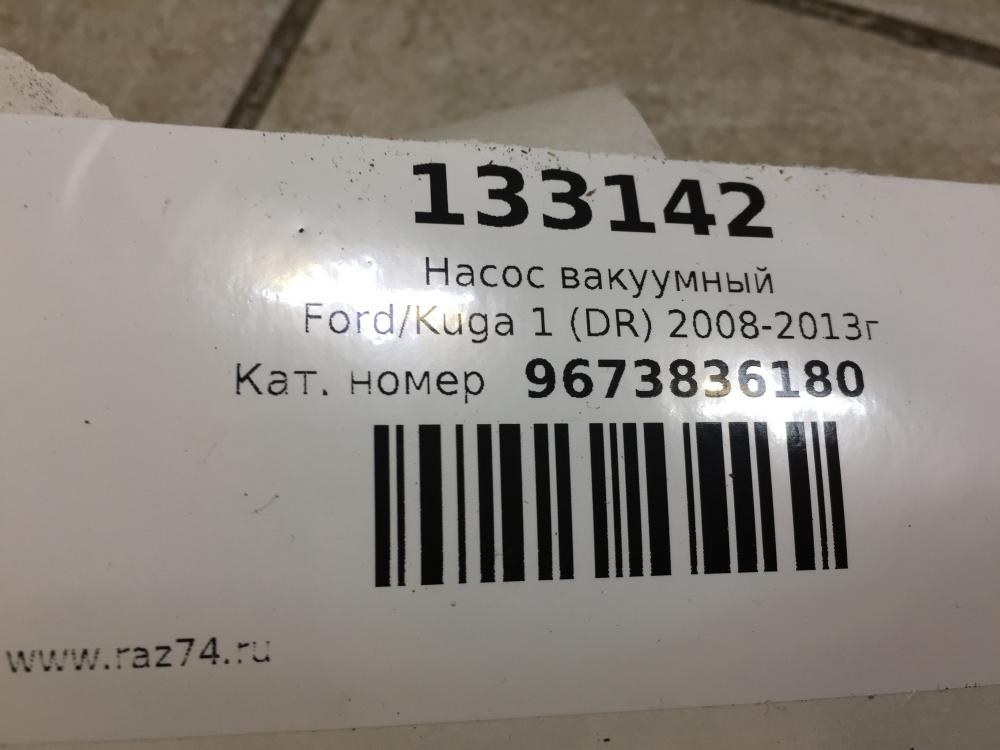 133142
Насос вакуумный
Ford/Kuga 1 (DR) 2008-2013г
Кат. номер 9673836180
www.raz74.ru